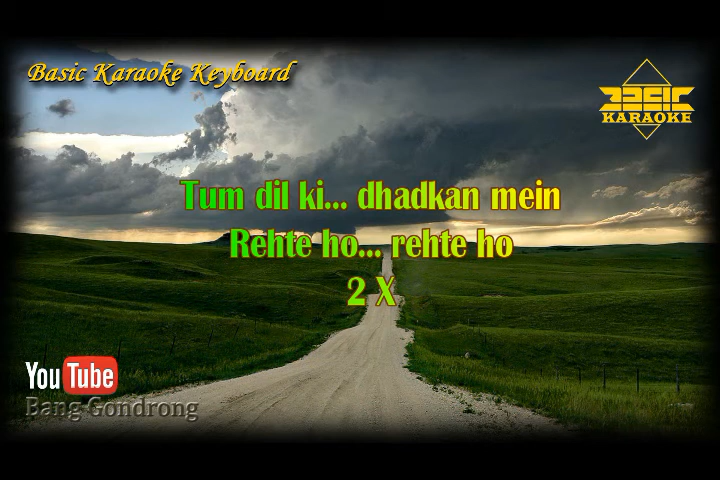 Basic Karaoke Keyboard
BASIC
KARAOKE
Tum dil ki... dhadkan mein
Rehte ho... rehte ho
2 X
YouTube
Bang Gondrong